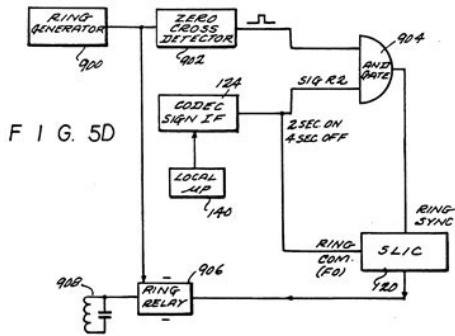 RING
GENERATOR
900
ZERO
CROSS
DETECTOR
902
904
AND
GATE
SIG R2
124
CODEC
SIGN IF
2 SEC ON
4 SEC OFF
FIG. 5D
LOCAL
μP
140
RING
SYNC
RING
COM.
(FO)
SLIC
120
908
906
RING
RELAY